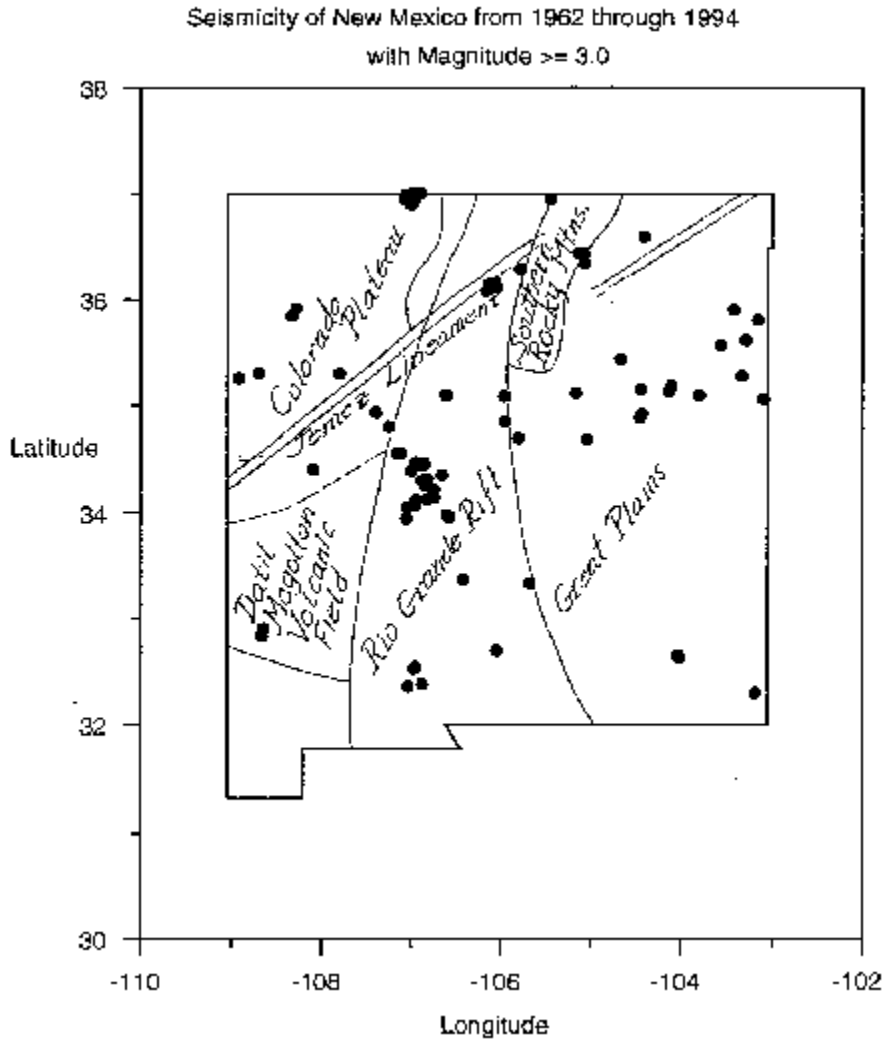 Seismicity of New Mexico from 1962 through 1994
with Magnitude >= 3.0
38
36
Latitude
34
32
30
-110
-108
-106
-104
-102
Longitude
Colorado
Plateau
Jemez Lineament
Southern
Rocky Mtns.
Datil
Mogollon
Volcanic
Field
Rio Grande Rift
Great Plains